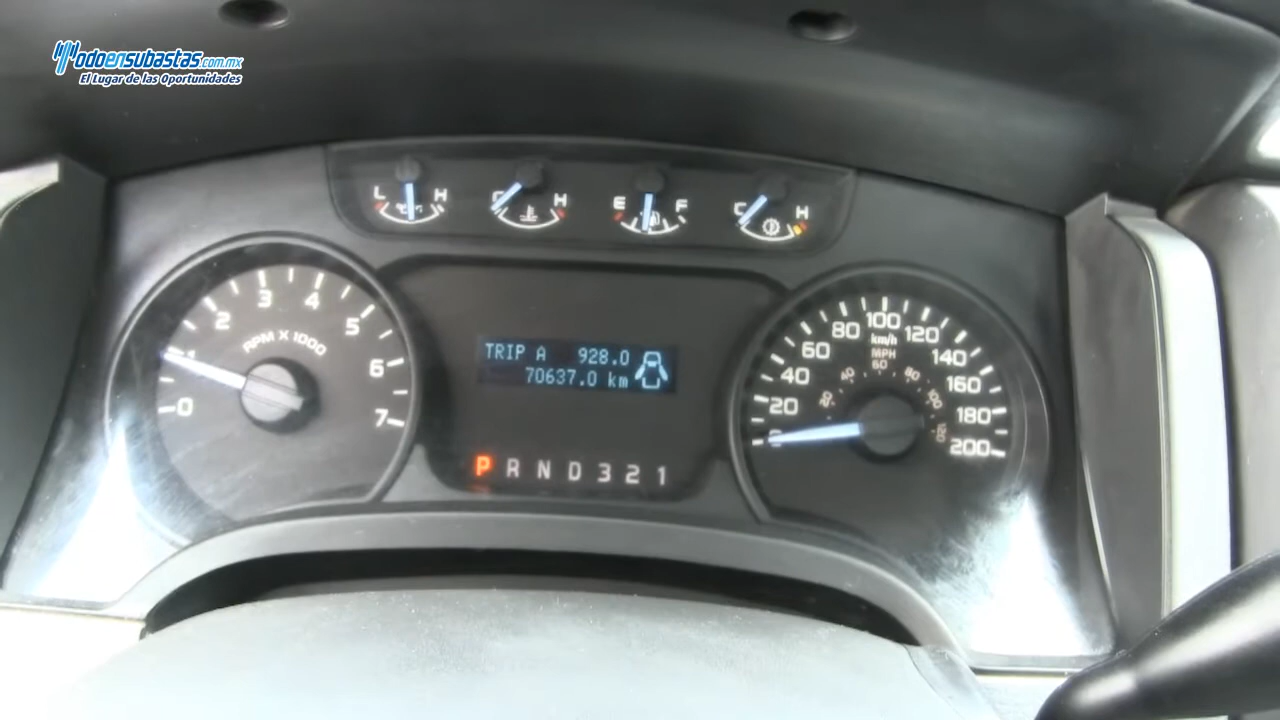 Todoensubastas.com.mx
El Lugar de las Oportunidades
L H
C H
E F
C H
0 1 2 3 4 5 6 7
RPM X 1000
TRIP A 928.0
70637.0 km
P R N D 3 2 1
0 20 40 60 80 100 120 140 160 180 200
km/h
MPH
20 40 60 80 100 120